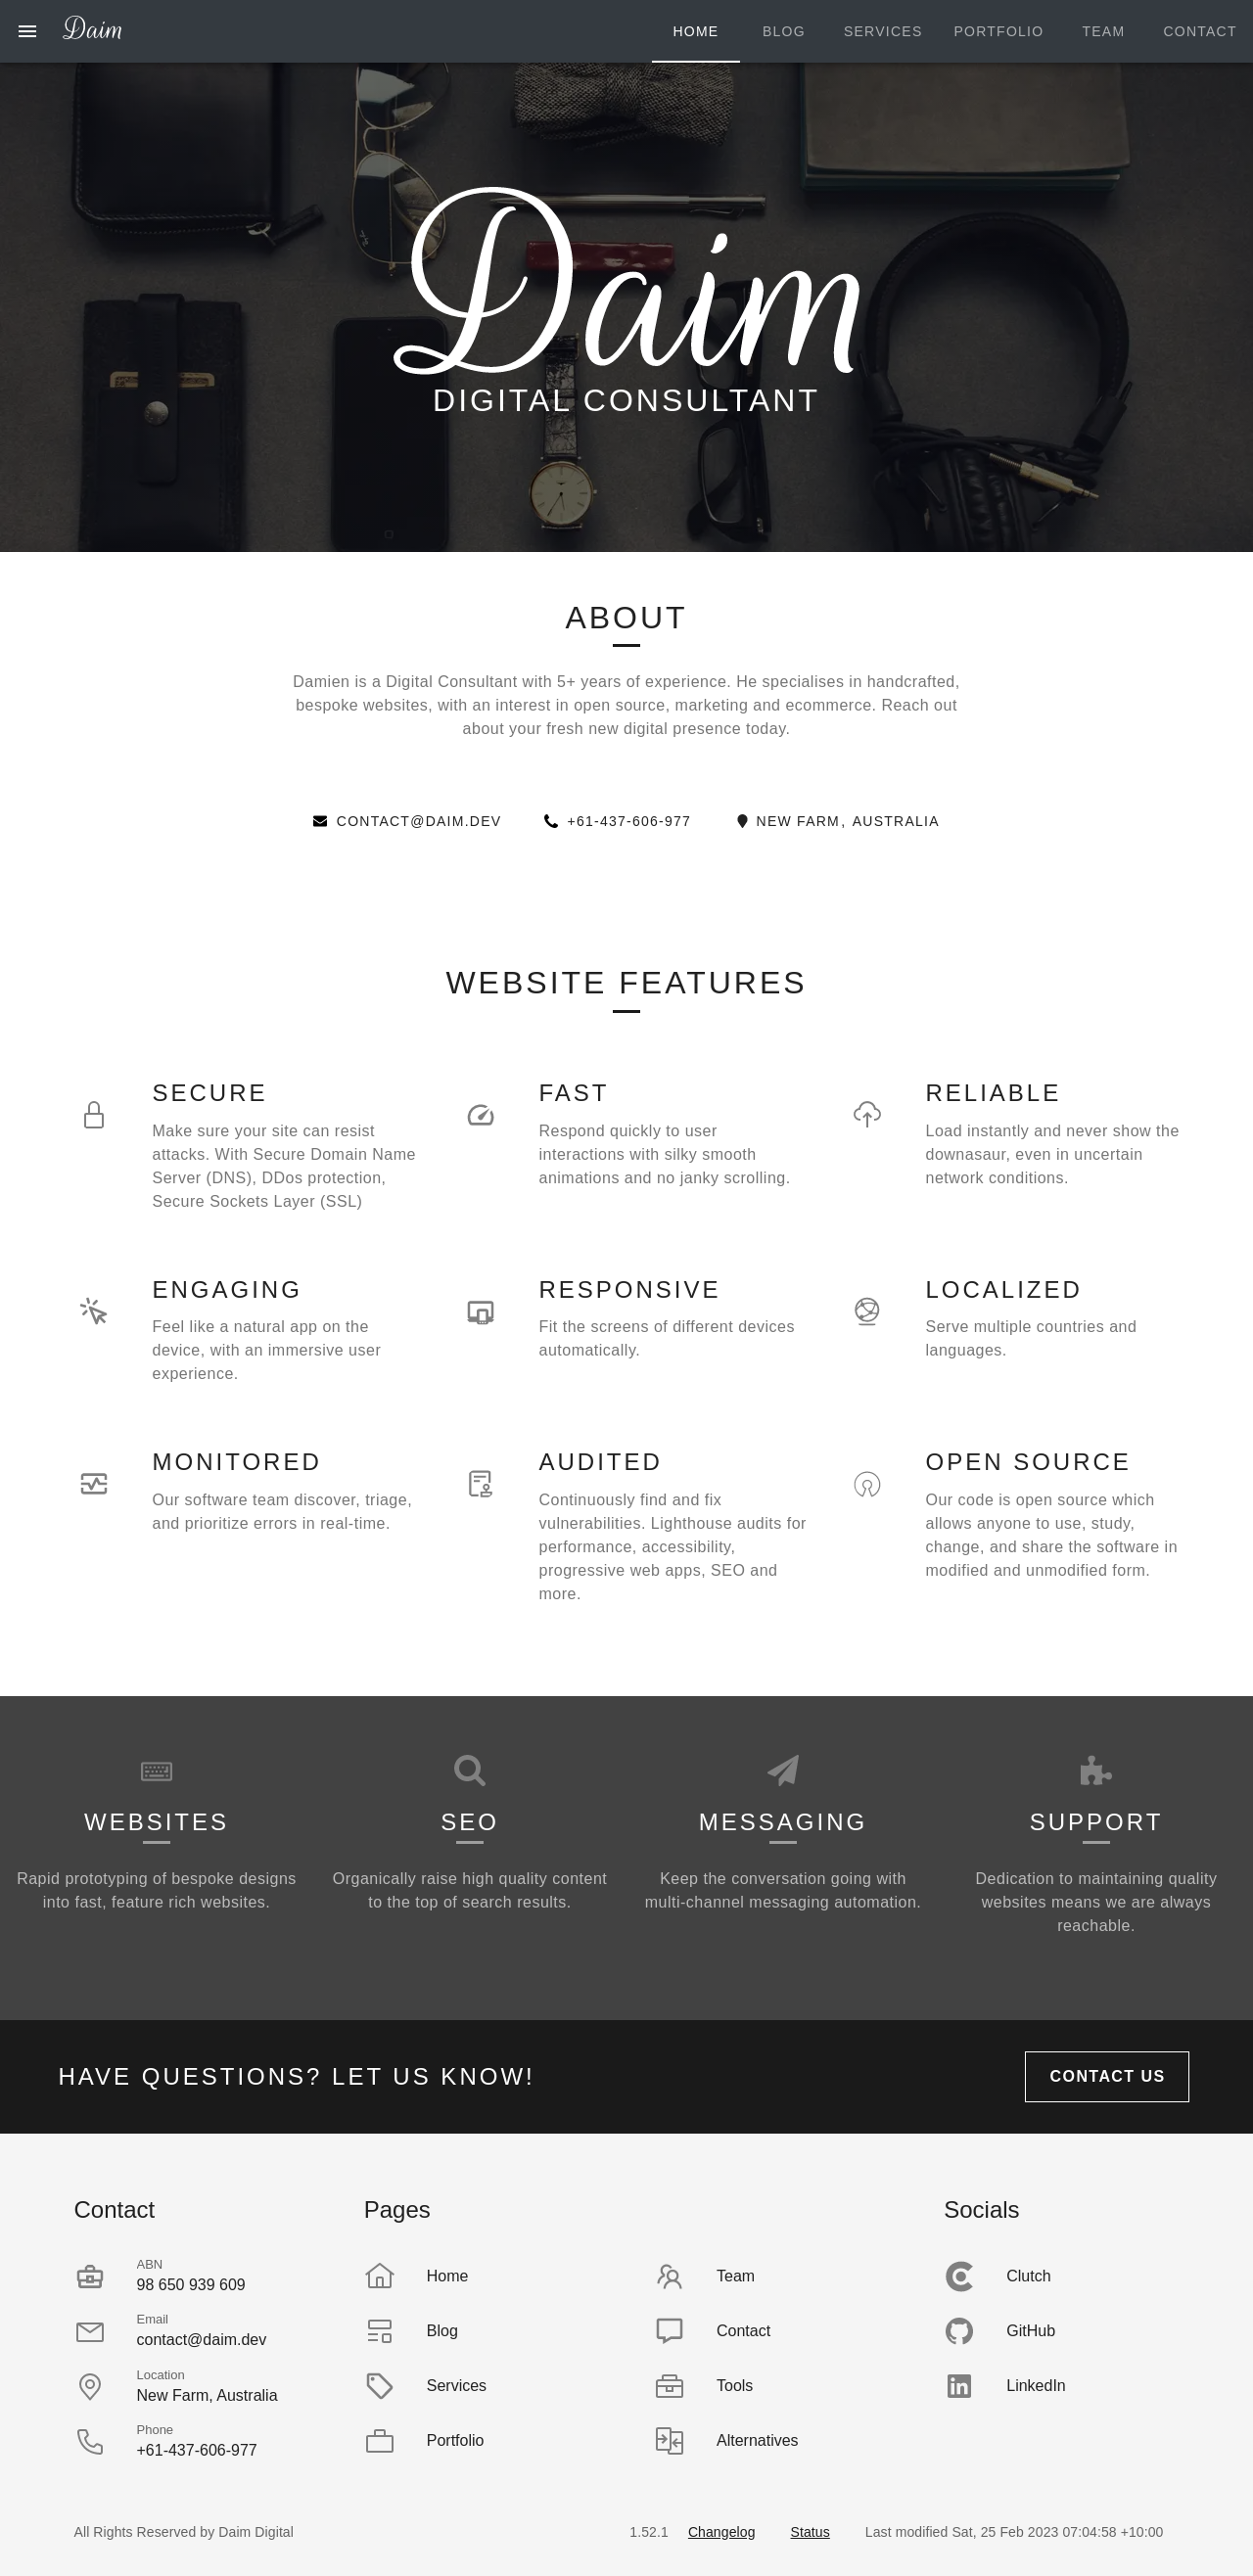 Daim
HOME BLOG SERVICES PORTFOLIO TEAM CONTACT
Daim
DIGITAL CONSULTANT
ABOUT
Damien is a Digital Consultant with 5+ years of experience. He specialises in handcrafted,
bespoke websites, with an interest in open source, marketing and ecommerce. Reach out
about your fresh new digital presence today.
CONTACT@DAIM.DEV +61-437-606-977 NEW FARM, AUSTRALIA
WEBSITE FEATURES
SECURE
Make sure your site can resist
attacks. With Secure Domain Name
Server (DNS), DDos protection,
Secure Sockets Layer (SSL)
FAST
Respond quickly to user
interactions with silky smooth
animations and no janky scrolling.
RELIABLE
Load instantly and never show the
downasaur, even in uncertain
network conditions.
ENGAGING
Feel like a natural app on the
device, with an immersive user
experience.
RESPONSIVE
Fit the screens of different devices
automatically.
LOCALIZED
Serve multiple countries and
languages.
MONITORED
Our software team discover, triage,
and prioritize errors in real-time.
AUDITED
Continuously find and fix
vulnerabilities. Lighthouse audits for
performance, accessibility,
progressive web apps, SEO and
more.
OPEN SOURCE
Our code is open source which
allows anyone to use, study,
change, and share the software in
modified and unmodified form.
WEBSITES
Rapid prototyping of bespoke designs
into fast, feature rich websites.
SEO
Organically raise high quality content
to the top of search results.
MESSAGING
Keep the conversation going with
multi-channel messaging automation.
SUPPORT
Dedication to maintaining quality
websites means we are always
reachable.
HAVE QUESTIONS? LET US KNOW!
CONTACT US
Contact
ABN
98 650 939 609
Email
contact@daim.dev
Location
New Farm, Australia
Phone
+61-437-606-977
Pages
Home
Blog
Services
Portfolio
Team
Contact
Tools
Alternatives
Socials
Clutch
GitHub
LinkedIn
All Rights Reserved by Daim Digital
1.52.1 Changelog Status Last modified Sat, 25 Feb 2023 07:04:58 +10:00